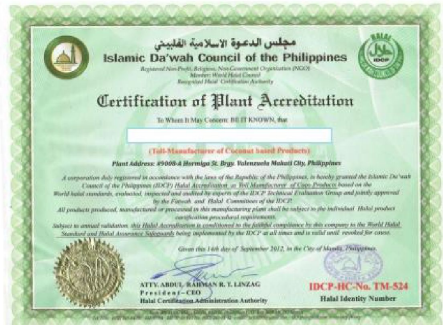 مجلس الدعوة الاسلامية الفلبيني
Islamic Da'wah Council of the Philippines
Registered Non-Profit, Religious, Non-Government Organization (NGO)
Member: World Halal Council
Recognized Halal Certification Authority
HALAL
IDCP
Certification of Plant Accreditation
To Whom It May Concern: BE IT KNOWN, that
(Toll-Manufacturer of Coconut based Products)
Plant Address: #9008-A Hormiga St. Brgy. Valenzuela Makati City, Philippines
A corporation duly registered in accordance with the laws of the Republic of the Philippines, is hereby granted the Islamic Da'wah
Council of the Philippines (IDCP) Halal Accreditation as Toll Manufacturer of Coco Products based on the
World halal standards, evaluated, inspected and audited by experts of the IDCP Technical Evaluation Group and jointly approved
by the Fatwah and Halal Committees of the IDCP.
All products produced, manufactured or processed in this manufacturing plant shall be subject to the individual Halal product
certification procedural requirements.
Subject to annual validation, this Halal Accreditation is conditioned to the faithful compliance by this company to the World Halal
Standard and Halal Assurance Safeguards being implemented by the IDCP at all times and is valid until revoked for cause.
Given this 14th day of September 2012, in the City of Manila, Philippines.
ATTY. ABDUL RAHMAN R. T. LINZAG
President - CEO
Halal Certification Administration Authority
IDCP-HC-No. TM-524
Halal Identity Number